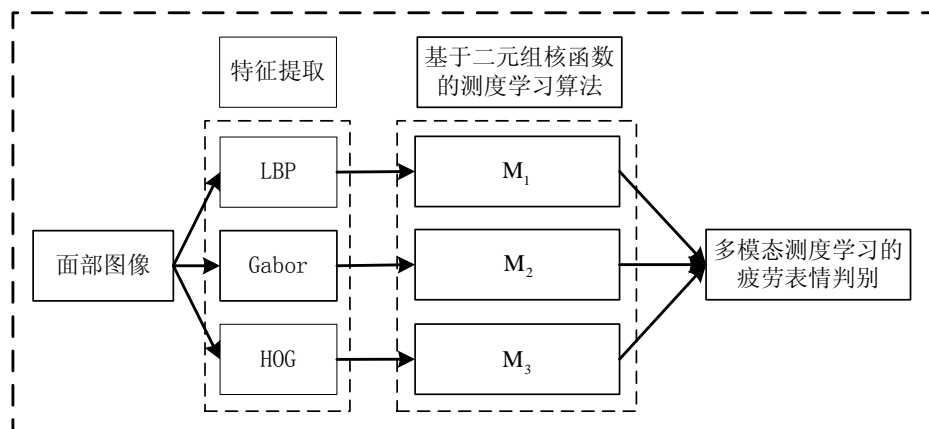 特征提取
基于二元组核函数
的测度学习算法
LBP
M₁
面部图像
Gabor
M₂
多模态测度学习的
疲劳表情判别
HOG
M₃